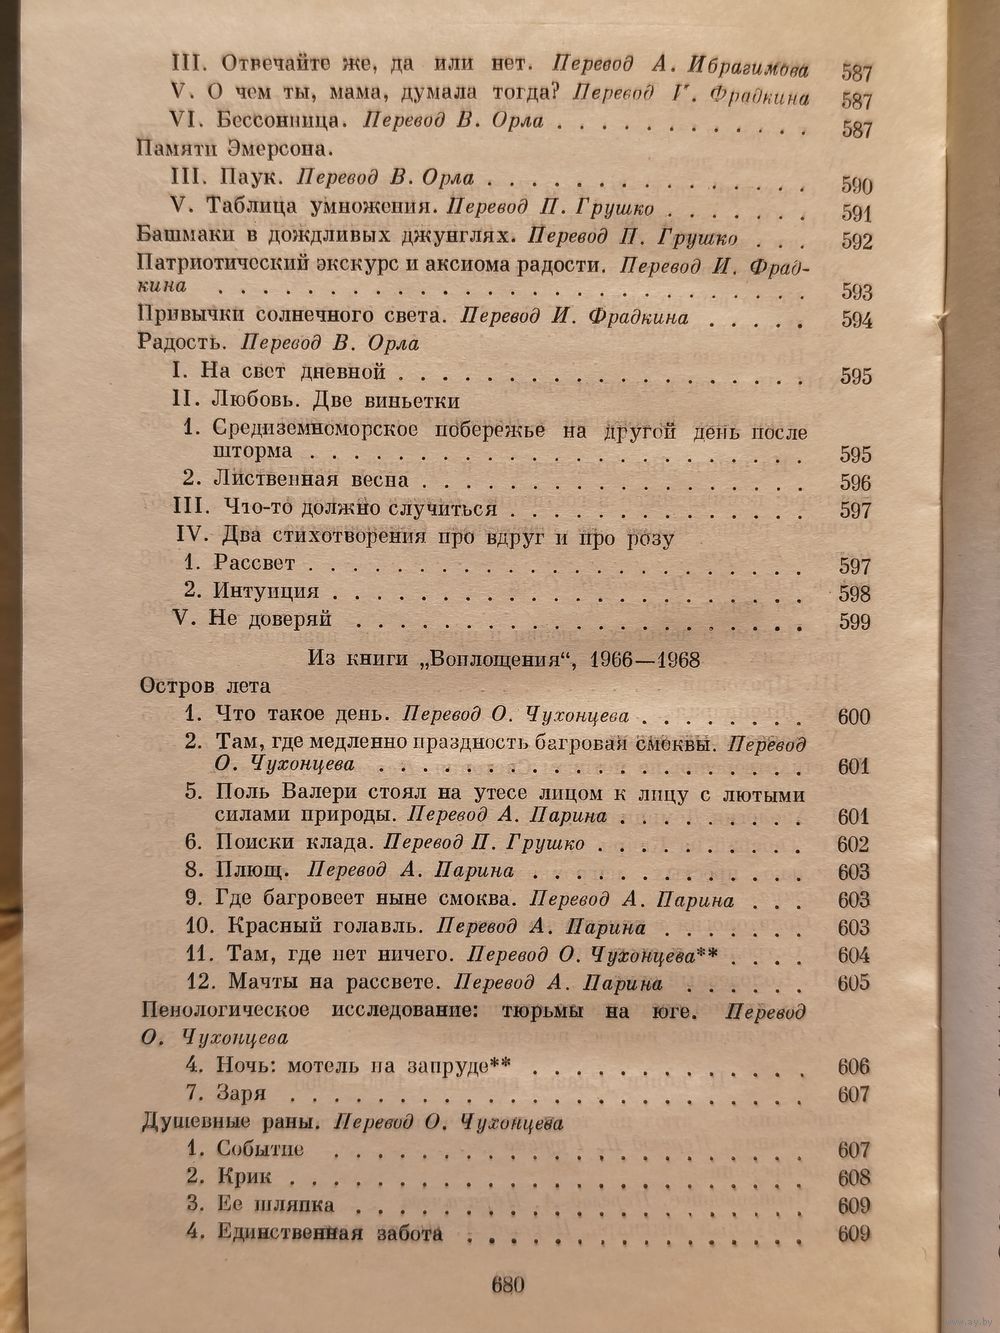 III. Отвечайте же, да или нет. Перевод А. Ибрагимова 587
V. О чем ты, мама, думала тогда? Перевод Г. Фрадкина 587
VI. Бессонница. Перевод В. Орла . . . . . . . . . . . . 587
Памяти Эмерсона.
III. Паук. Перевод В. Орла . . . . . . . . . . . . . . . 590
V. Таблица умножения. Перевод П. Грушко . . . . . . . 591
Башмаки в дождливых джунглях. Перевод П. Грушко . . . 592
Патриотический экскурс и аксиома радости. Перевод И. Фрад-
кина . . . . . . . . . . . . . . . . . . . . . . . . . . . 593
Привычки солнечного света. Перевод И. Фрадкина . . . . . 594
Радость. Перевод В. Орла
I. На свет дневной . . . . . . . . . . . . . . . . . . 595
II. Любовь. Две виньетки
1. Средиземноморское побережье на другой день после
шторма . . . . . . . . . . . . . . . . . . . . . . 595
2. Лиственная весна . . . . . . . . . . . . . . . . . 596
III. Что-то должно случиться . . . . . . . . . . . . . . 597
IV. Два стихотворения про вдруг и про розу
1. Рассвет . . . . . . . . . . . . . . . . . . . . . . 597
2. Интуиция . . . . . . . . . . . . . . . . . . . . . 598
V. Не доверяй . . . . . . . . . . . . . . . . . . . . 599
Из книги „Воплощения“, 1966—1968
Остров лета
1. Что такое день. Перевод О. Чухонцева . . . . . . . . 600
2. Там, где медленно праздность багровая смоквы. Перевод
О. Чухонцева . . . . . . . . . . . . . . . . . . . 601
5. Поль Валери стоял на утесе лицом к лицу с лютыми
силами природы. Перевод А. Парина . . . . . . . . . 601
6. Поиски клада. Перевод П. Грушко . . . . . . . . . . 602
8. Плющ. Перевод А. Парина . . . . . . . . . . . . . 603
9. Где багровеет ныне смоква. Перевод А. Парина . . . 603
10. Красный голавль. Перевод А. Парина . . . . . . . 603
11. Там, где нет ничего. Перевод О. Чухонцева** . . . . 604
12. Мачты на рассвете. Перевод А. Парина . . . . . . 605
Пенологическое исследование: тюрьмы на юге. Перевод
О. Чухонцева
4. Ночь: мотель на запруде** . . . . . . . . . . . . . 606
7. Заря . . . . . . . . . . . . . . . . . . . . . . . 607
Душевные раны. Перевод О. Чухонцева
1. Событие . . . . . . . . . . . . . . . . . . . . . 607
2. Крик . . . . . . . . . . . . . . . . . . . . . . . 608
3. Ее шляпка . . . . . . . . . . . . . . . . . . . . 609
4. Единственная забота . . . . . . . . . . . . . . . 609
680
www.ay.by